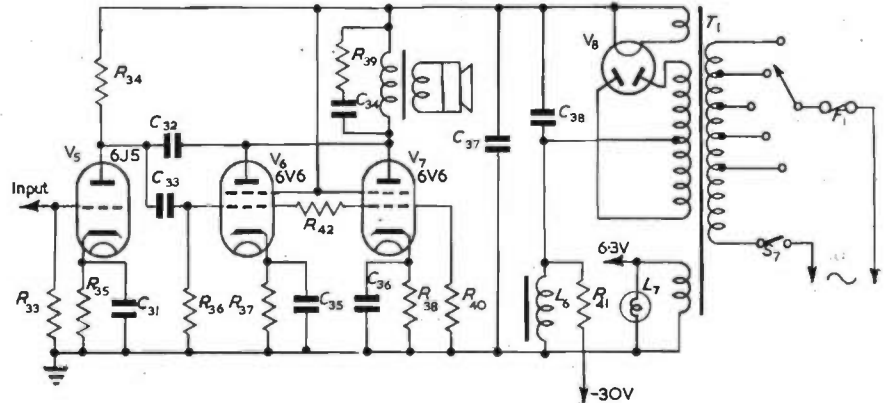 T1
V8
R34
R39
C34
C32
C37
C38
F1
V5
6J5
V6
6V6
V7
6V6
C33
Input
R42
6·3V
S7
R33
R35
C31
R36
R37
C35
C36
R38
R40
L6
R41
L7
-30V